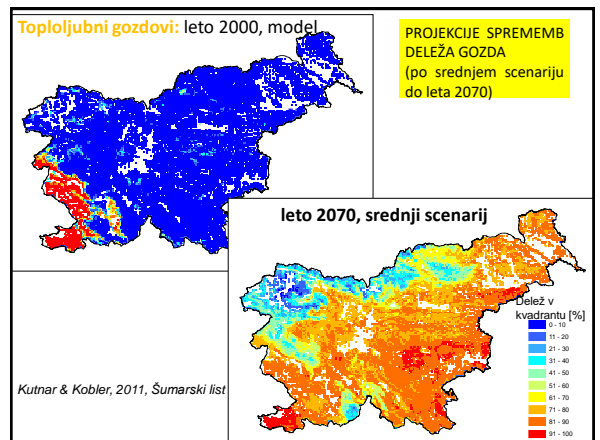 Toploljubni gozdovi: leto 2000, model
PROJEKCIJE SPREMEMB
DELEŽA GOZDA
(po srednjem scenariju
do leta 2070)
leto 2070, srednji scenarij
Delež v
kvadrantu [%]
0 - 10
11 - 20
21 - 30
31 - 40
41 - 50
51 - 60
61 - 70
71 - 80
81 - 90
91 - 100
Kutnar & Kobler, 2011, Šumarski list